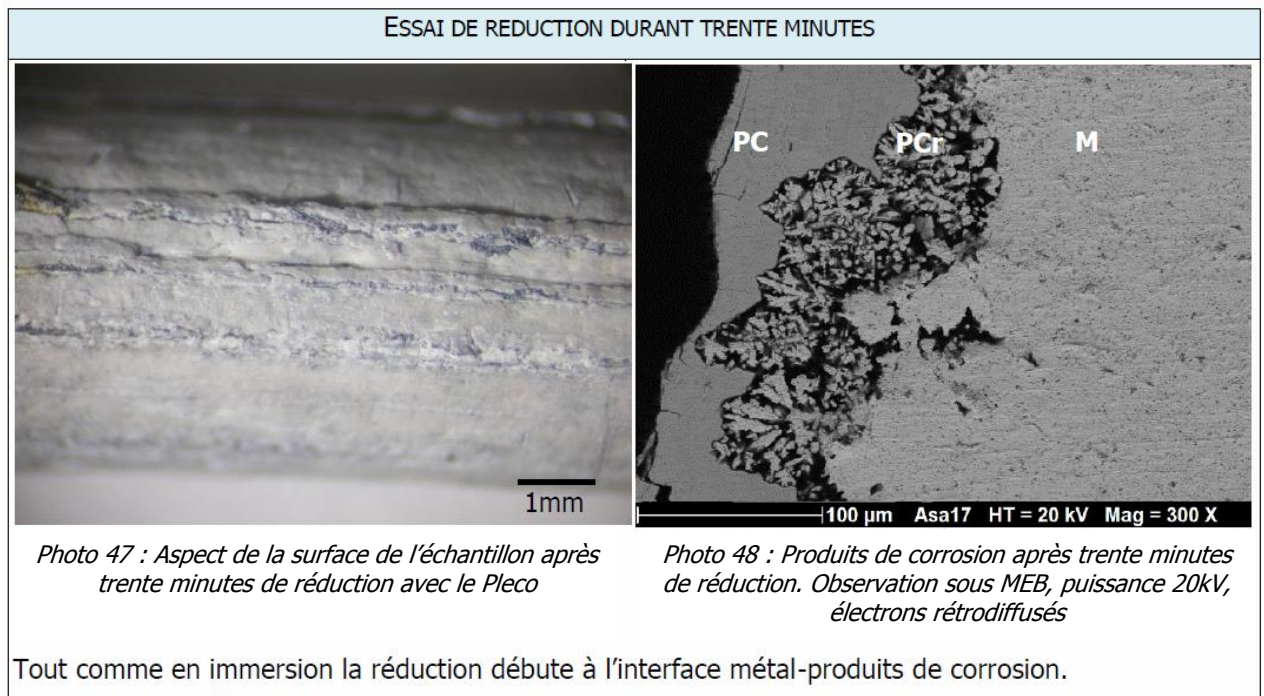 ESSAI DE REDUCTION DURANT TRENTE MINUTES
1mm
PC PCr M
100 µm Asa17 HT = 20 kV Mag = 300 X
Photo 47 : Aspect de la surface de l'échantillon après
trente minutes de réduction avec le Pleco
Photo 48 : Produits de corrosion après trente minutes
de réduction. Observation sous MEB, puissance 20kV,
électrons rétrodiffusés
Tout comme en immersion la réduction débute à l'interface métal-produits de corrosion.